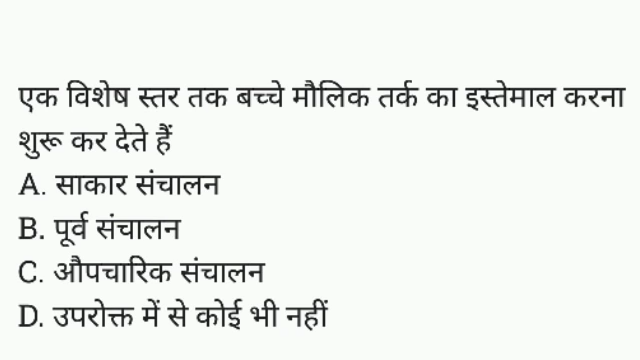 एक विशेष स्तर तक बच्चे मौलिक तर्क का इस्तेमाल करना
शुरू कर देते हैं
A. साकार संचालन
B. पूर्व संचालन
C. औपचारिक संचालन
D. उपरोक्त में से कोई भी नहीं